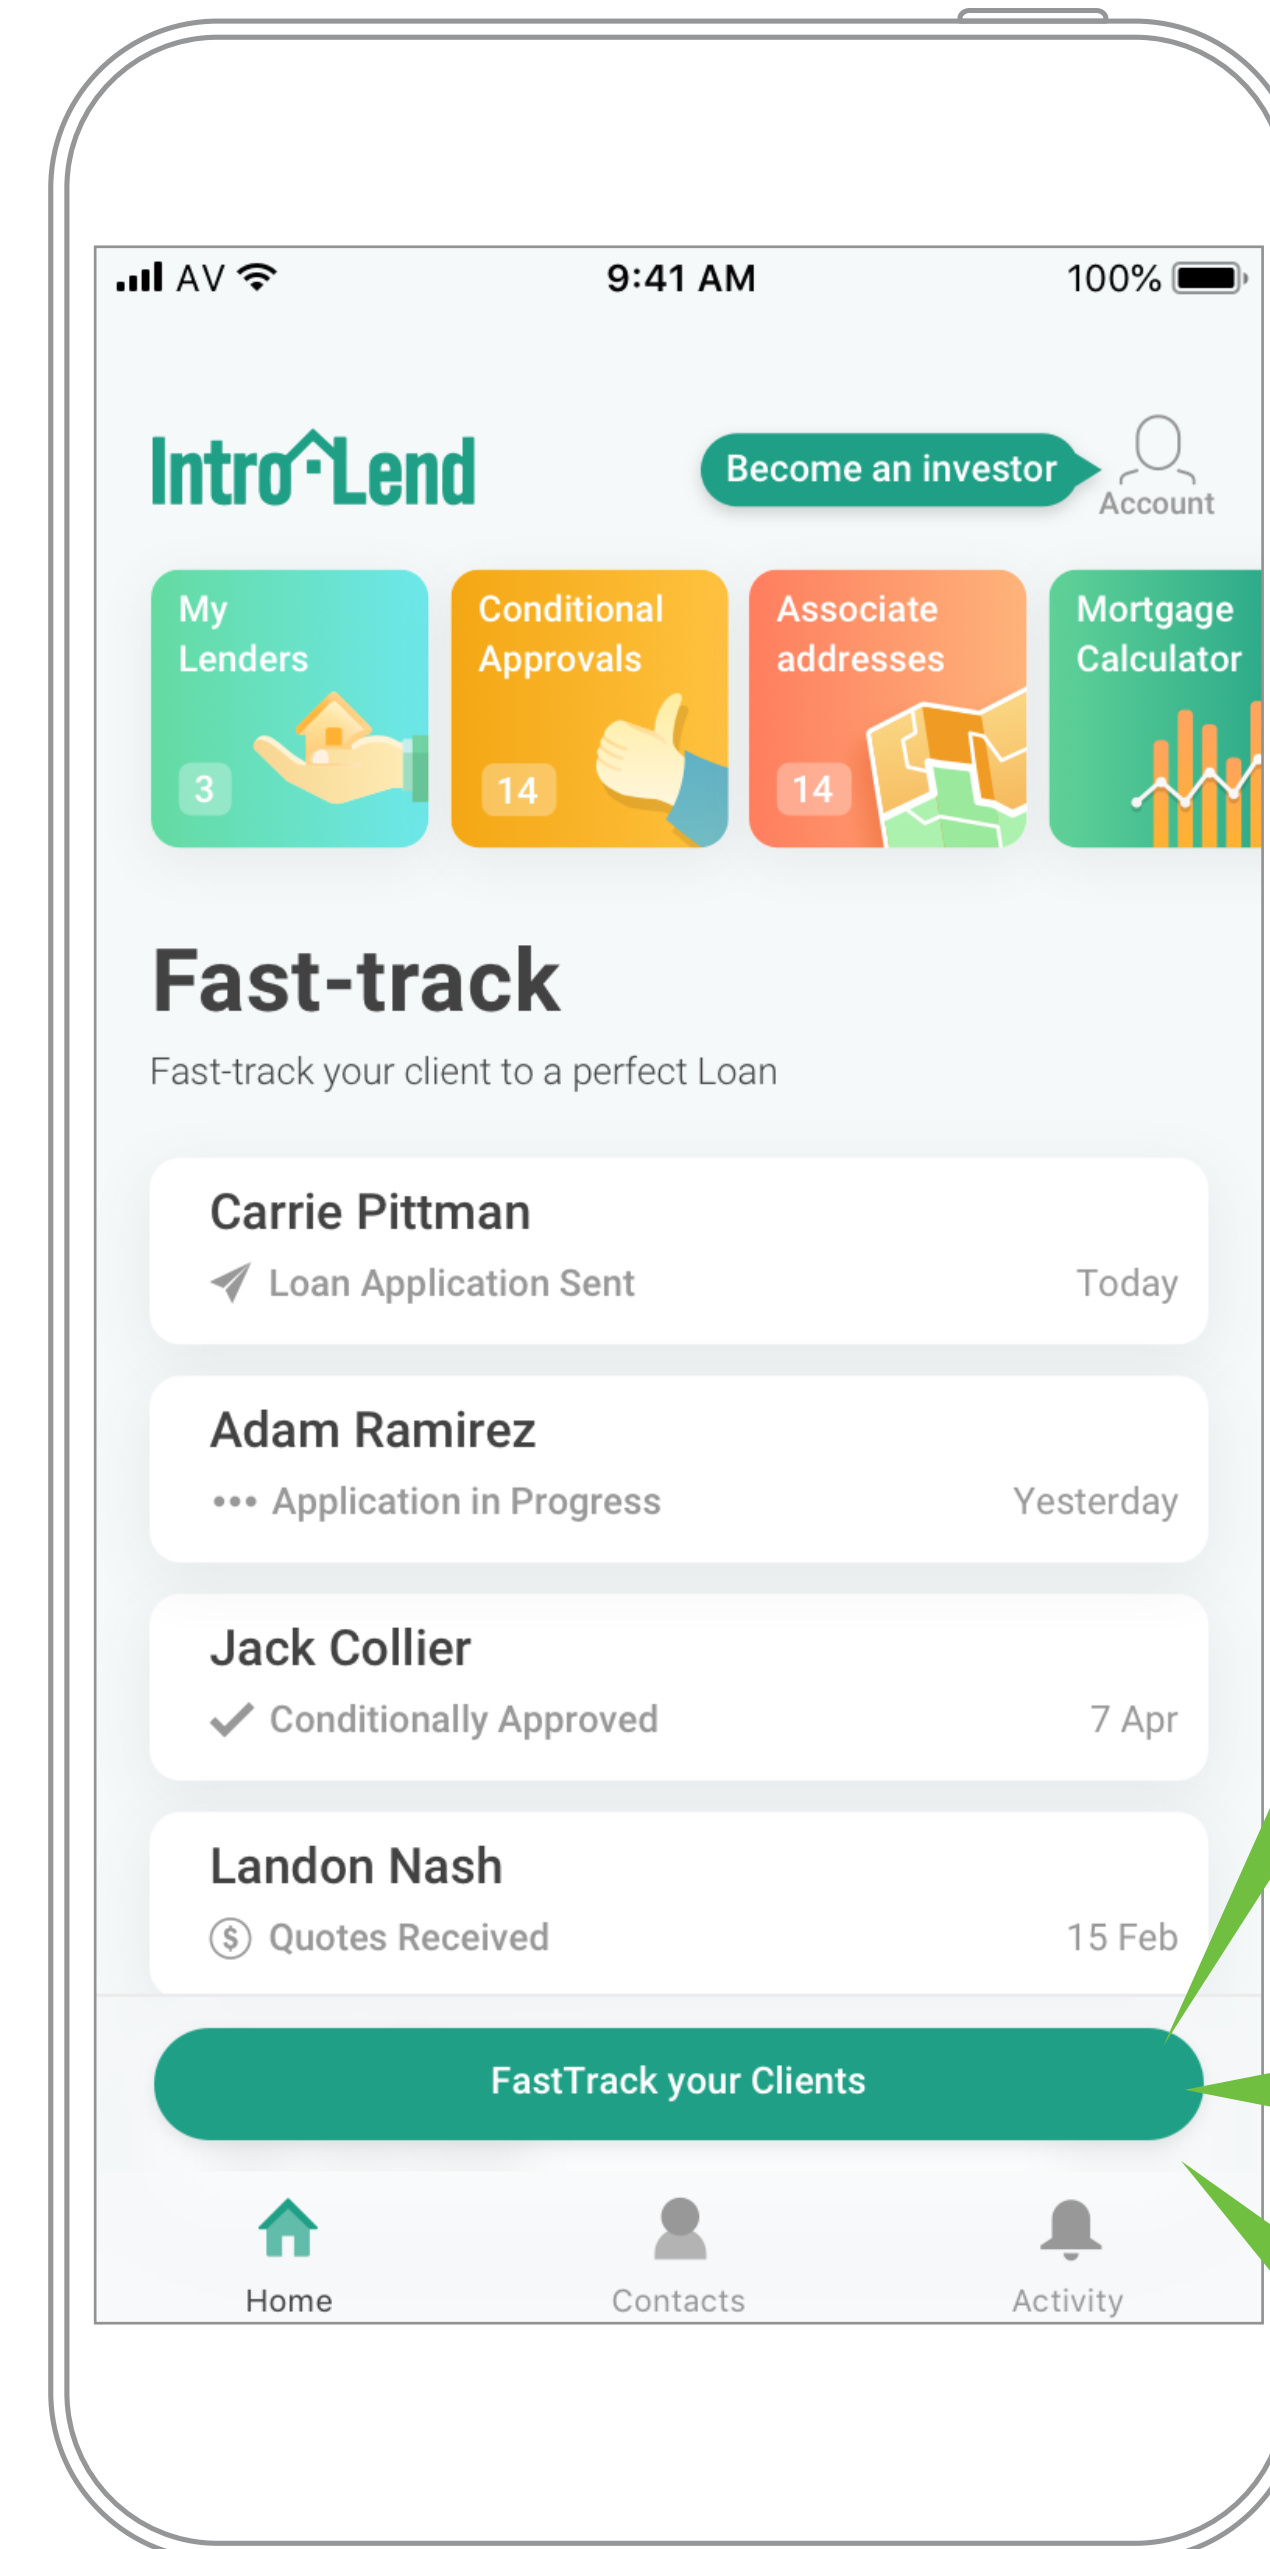 AV 9:41 AM 100%
IntroLend
Become an investor
Account
My
Lenders
3
Conditional
Approvals
14
Associate
addresses
14
Mortgage
Calculator
Fast-track
Fast-track your client to a perfect Loan
Carrie Pittman
Loan Application Sent Today
Adam Ramirez
Application in Progress Yesterday
Jack Collier
Conditionally Approved 7 Apr
Landon Nash
$ Quotes Received 15 Feb
FastTrack your Clients
Home Contacts Activity